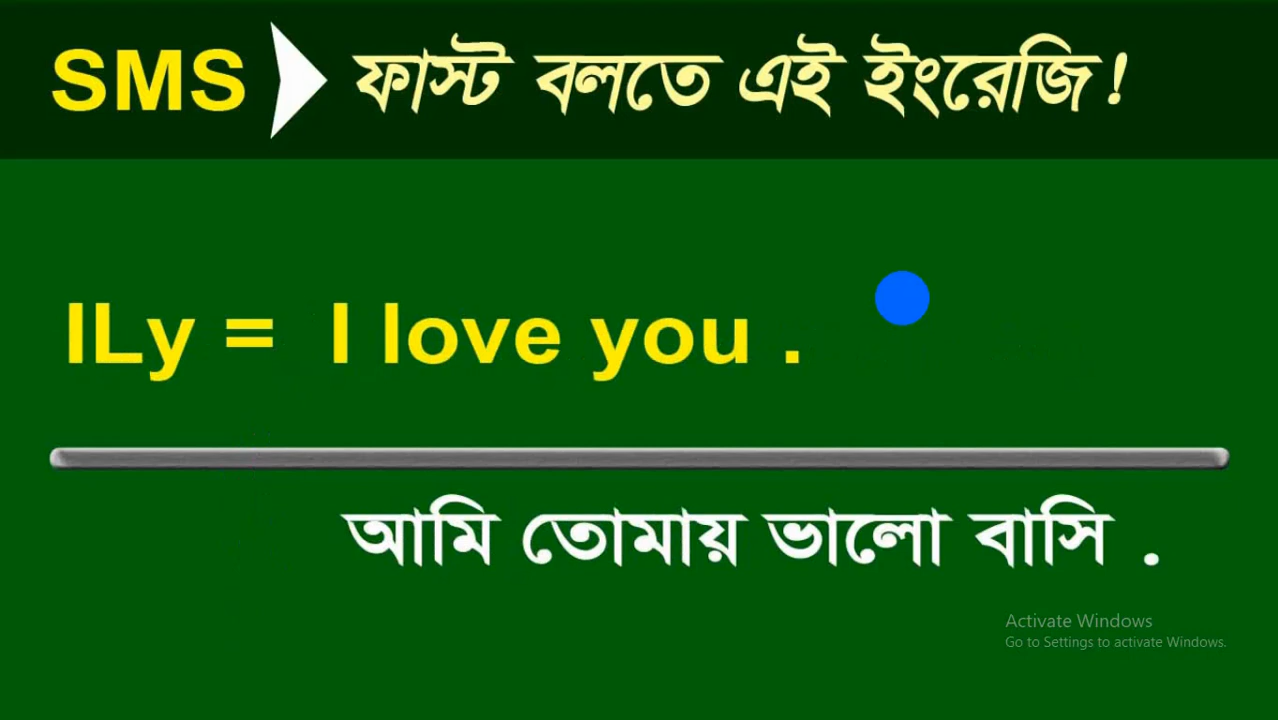 SMS ফাস্ট বলতে এই ইংরেজি!
ILy = I love you .
আমি তোমায় ভালো বাসি .
Activate Windows
Go to Settings to activate Windows.